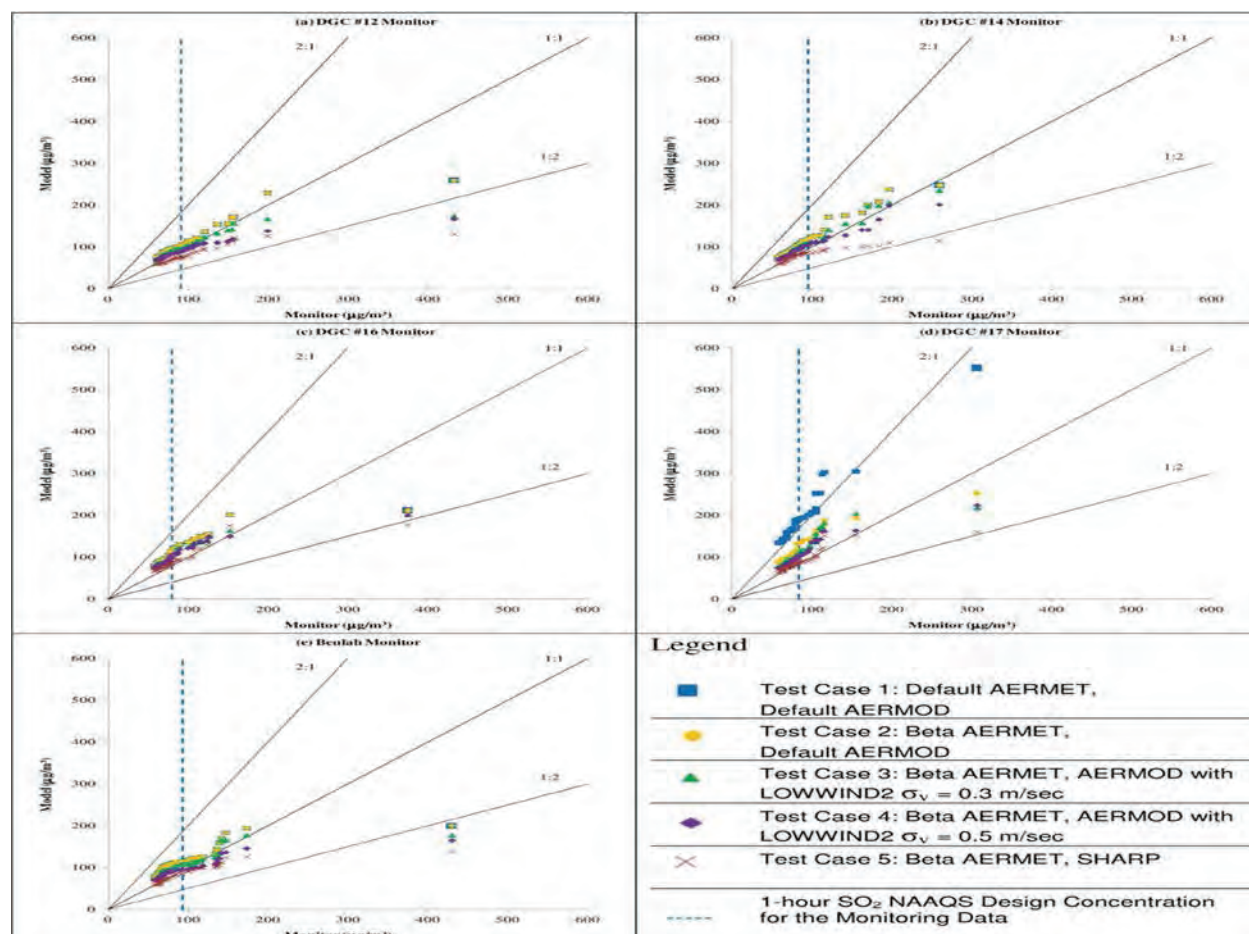 (a) DGC #12 Monitor
600
500
400
300
200
100
0
Model (µg/m³)
2:1
1:1
1:2
0 100 200 300 400 500 600
Monitor (µg/m³)
(b) DGC #14 Monitor
600
500
400
300
200
100
0
Model (µg/m³)
2:1
1:1
1:2
0 100 200 300 400 500 600
Monitor (µg/m³)
(c) DGC #16 Monitor
600
500
400
300
200
100
0
Model (µg/m³)
2:1
1:1
1:2
0 100 200 300 400 500 600
Monitor (µg/m³)
(d) DGC #17 Monitor
600
500
400
300
200
100
0
Model (µg/m³)
2:1
1:1
1:2
0 100 200 300 400 500 600
Monitor (µg/m³)
(e) Beulah Monitor
600
500
400
300
200
100
0
Model (µg/m³)
2:1
1:1
1:2
0 100 200 300 400 500 600
Legend
Test Case 1: Default AERMET,
Default AERMOD
Test Case 2: Beta AERMET,
Default AERMOD
Test Case 3: Beta AERMET, AERMOD with
LOWWIND2 σᵥ = 0.3 m/sec
Test Case 4: Beta AERMET, AERMOD with
LOWWIND2 σᵥ = 0.5 m/sec
Test Case 5: Beta AERMET, SHARP
1-hour SO₂ NAAQS Design Concentration
for the Monitoring Data